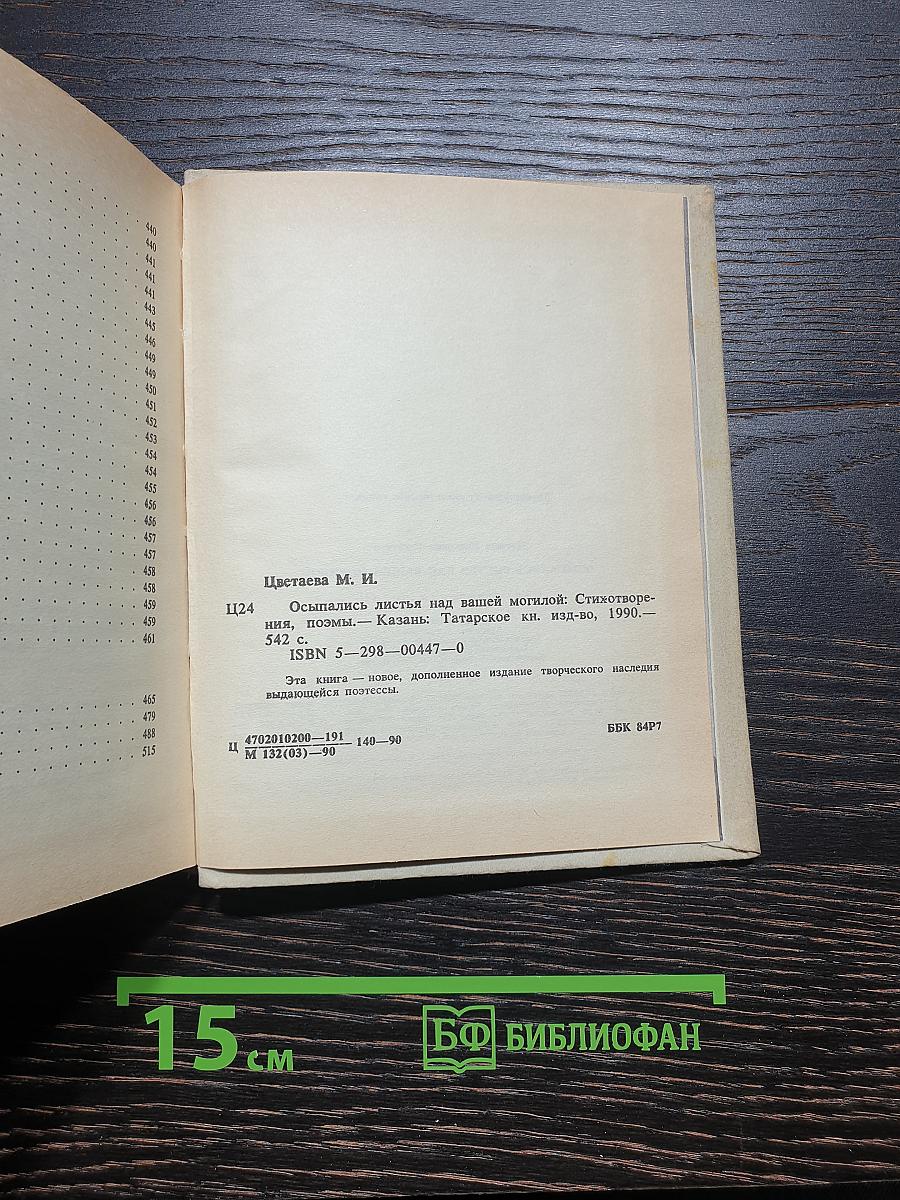 440
440
441
441
441
443
445
446
449
449
450
451
452
453
454
454
455
456
456
457
457
458
458
459
459
461
465
479
488
515
Цветаева М. И.
Ц24 Осыпались листья над вашей могилой: Стихотворе-
ния, поэмы.— Казань: Татарское кн. изд-во, 1990.—
542 с.
ISBN 5—298—00447—0
Эта книга — новое, дополненное издание творческого наследия
выдающейся поэтессы.
Ц 4702010200—191 140—90
М 132(03)—90
ББК 84Р7
15 см
БФ БИБЛИОФАН